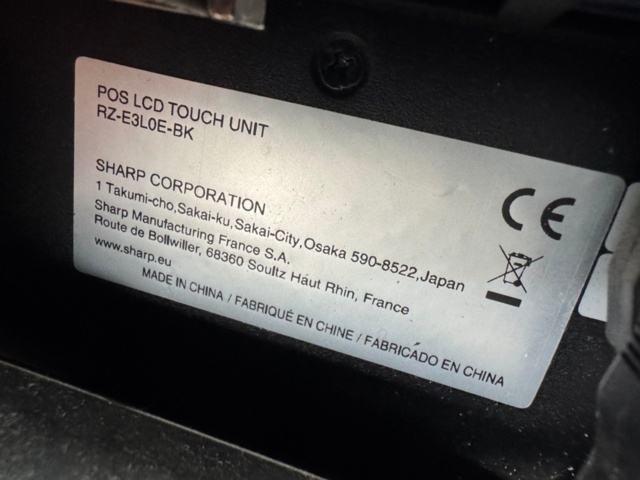 POS LCD TOUCH UNIT
RZ-E3L0E-BK
SHARP CORPORATION
1 Takumi-cho,Sakai-ku,Sakai-City,Osaka 590-8522,Japan
Sharp Manufacturing France S.A.
Route de Bollwiller, 68360 Soultz Haut Rhin, France
www.sharp.eu
MADE IN CHINA / FABRIQUÉ EN CHINE / FABRICADO EN CHINA
CE